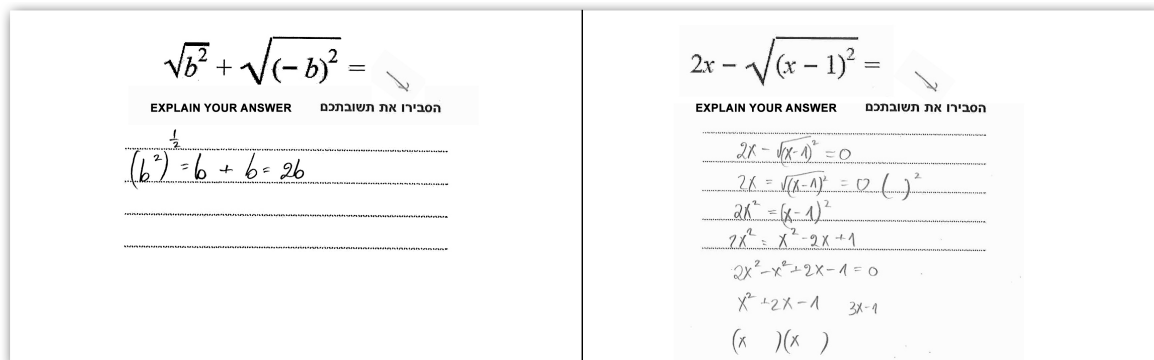 √b² + √(− b)² =
EXPLAIN YOUR ANSWER הסבירו את תשובתכם
(b²)^½ = b + b = 2b
2x − √(x − 1)² =
EXPLAIN YOUR ANSWER הסבירו את תשובתכם
2x − √(x-1)² = 0
2x = √(x-1)² = 0 ( )²
2x² = (x-1)²
2x² = x² - 2x + 1
2x² - x² + 2x - 1 = 0
x² + 2x - 1 3x-1
(x )(x )